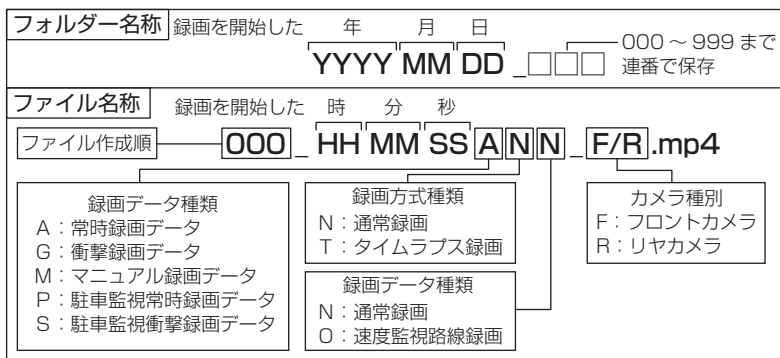 フォルダー名称 録画を開始した 年 月 日
YYYY MM DD _□□□ 000～999まで
連番で保存
ファイル名称 録画を開始した 時 分 秒
ファイル作成順 000 _ HH MM SS A N N _ F/R .mp4
録画データ種類
A：常時録画データ
G：衝撃録画データ
M：マニュアル録画データ
P：駐車監視常時録画データ
S：駐車監視衝撃録画データ
録画方式種類
N：通常録画
T：タイムラプス録画
録画データ種類
N：通常録画
O：速度監視路線録画
カメラ種別
F：フロントカメラ
R：リヤカメラ